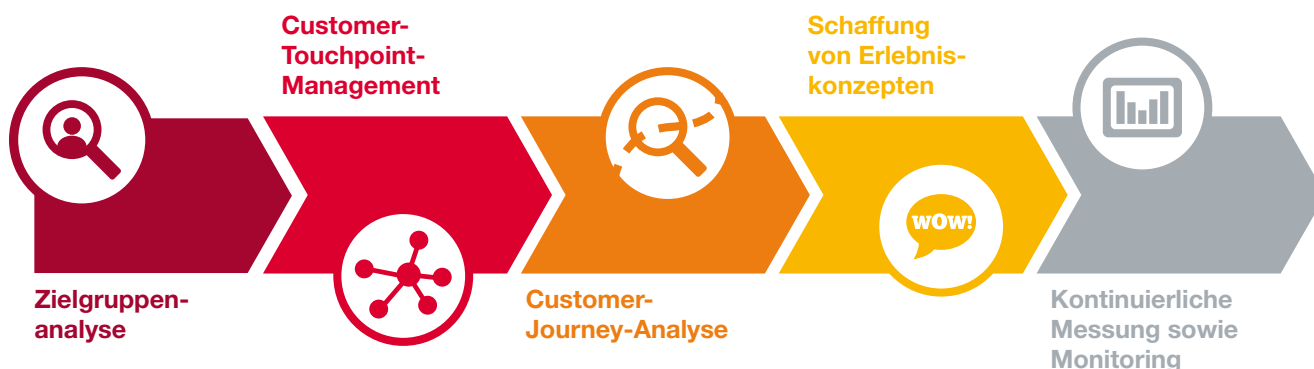 Zielgruppen-
analyse
Customer-
Touchpoint-
Management
Customer-
Journey-Analyse
Schaffung
von Erlebnis-
konzepten
wOw!
Kontinuierliche
Messung sowie
Monitoring